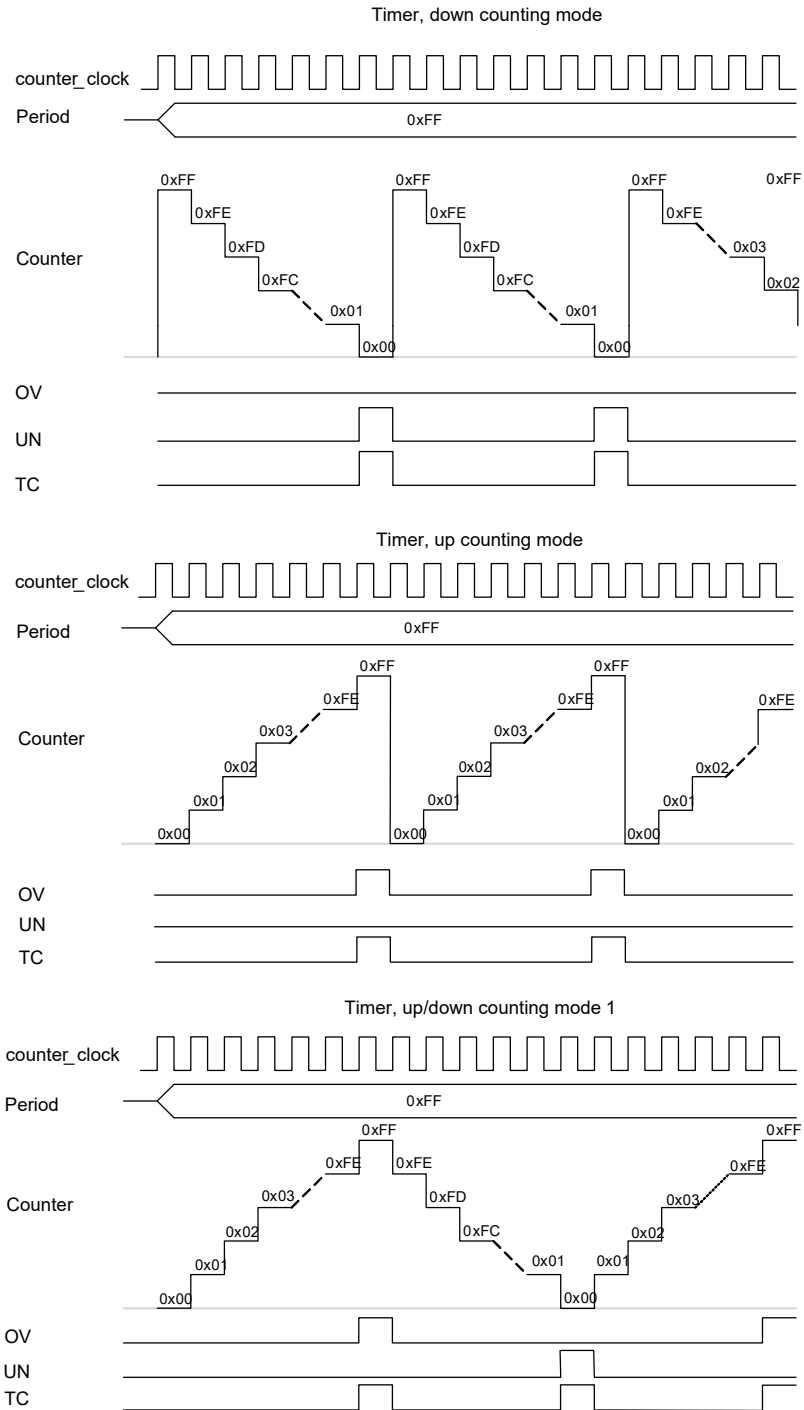 Timer, down counting mode
counter_clock
Period
0xFF
0xFF
0xFF
0xFF
0xFF
0xFE
0xFE
0xFE
0xFD
0xFD
0x03
Counter
0xFC
0xFC
0x02
0x01
0x01
0x00
0x00
OV
UN
TC
Timer, up counting mode
counter_clock
Period
0xFF
0xFF
0xFF
0xFE
0xFE
0xFE
Counter
0x03
0x03
0x02
0x02
0x02
0x01
0x01
0x01
0x00
0x00
0x00
OV
UN
TC
Timer, up/down counting mode 1
counter_clock
Period
0xFF
0xFF
0xFF
0xFE
0xFE
0xFE
Counter
0x03
0xFD
0x03
0x02
0xFC
0x02
0x01
0x01
0x01
0x00
0x00
OV
UN
TC